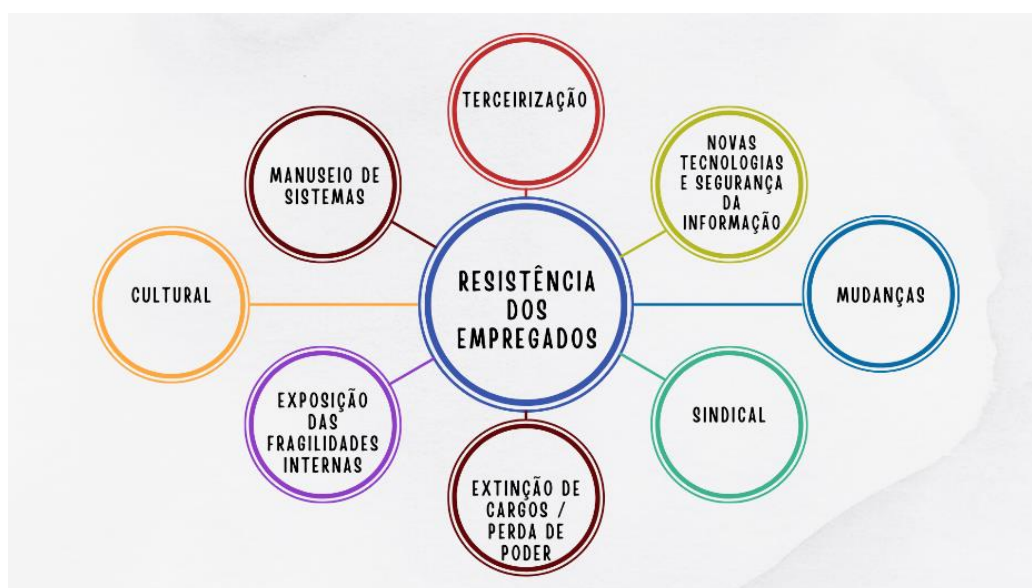 TERCEIRIZAÇÃO
MANUSEIO DE
SISTEMAS
NOVAS
TECNOLOGIAS
E SEGURANÇA
DA
INFORMAÇÃO
CULTURAL
RESISTÊNCIA
DOS
EMPREGADOS
MUDANÇAS
EXPOSIÇÃO
DAS
FRAGILIDADES
INTERNAS
SINDICAL
EXTINÇÃO DE
CARGOS /
PERDA DE
PODER